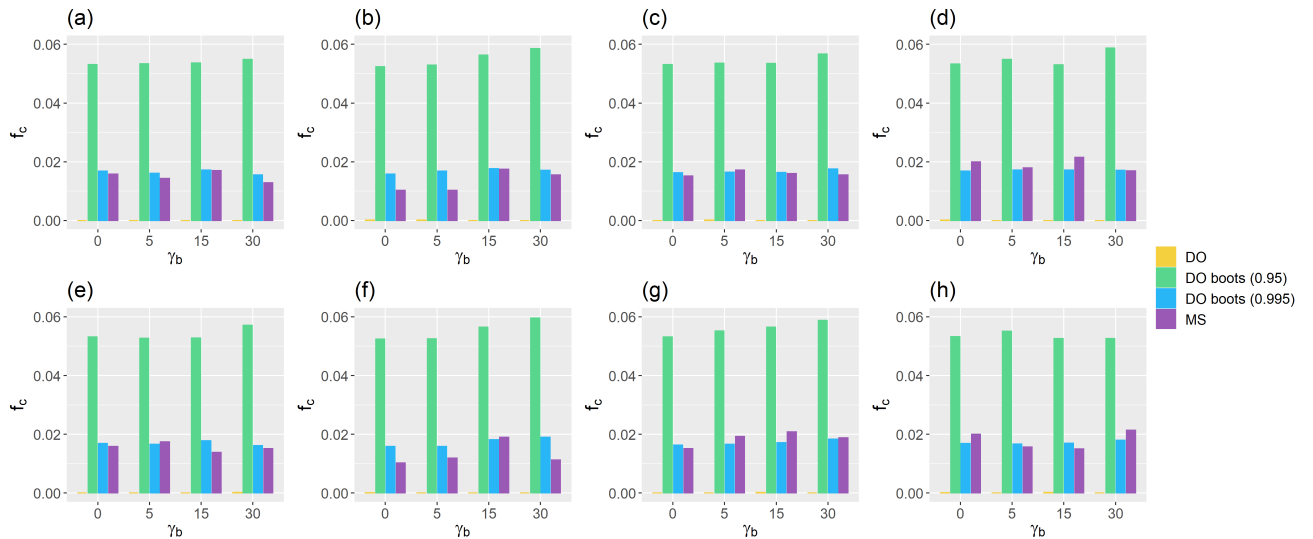 (a) (b) (c) (d)
0.06 0.06 0.06 0.06
0.04 0.04 0.04 0.04
f_c f_c f_c f_c
0.02 0.02 0.02 0.02
0.00 0.00 0.00 0.00
0 5 15 30 0 5 15 30 0 5 15 30 0 5 15 30
γ_b γ_b γ_b γ_b
DO
DO boots (0.95)
DO boots (0.995)
MS
(e) (f) (g) (h)
0.06 0.06 0.06 0.06
0.04 0.04 0.04 0.04
f_c f_c f_c f_c
0.02 0.02 0.02 0.02
0.00 0.00 0.00 0.00
0 5 15 30 0 5 15 30 0 5 15 30 0 5 15 30
γ_b γ_b γ_b γ_b